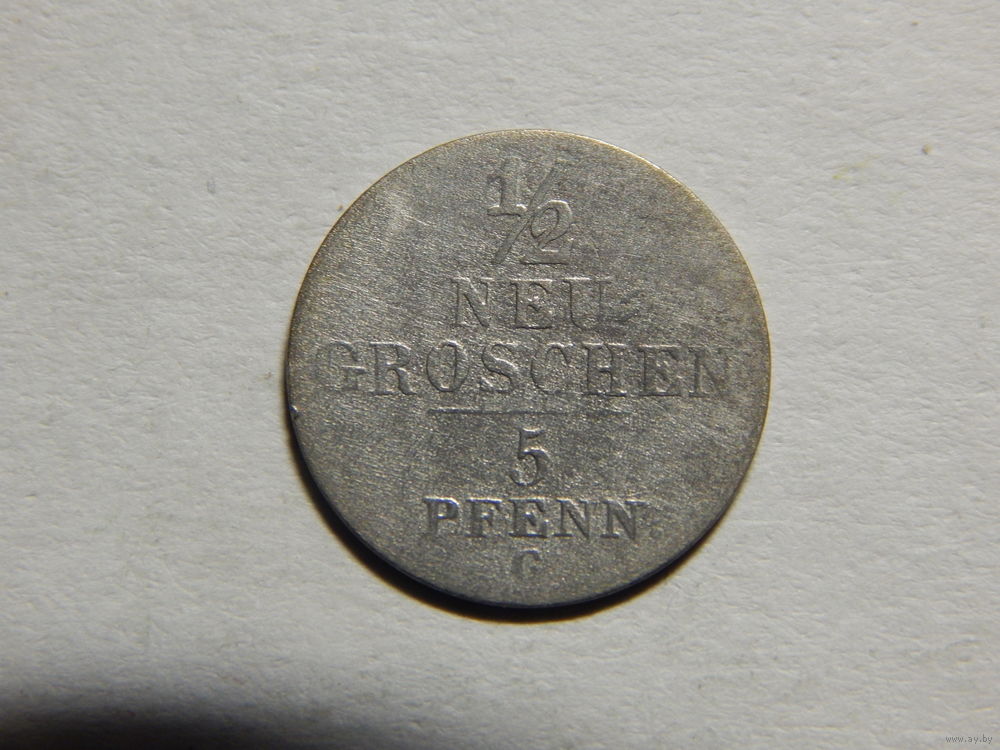 1/2
NEU-
GROSCHEN
5
PFENN.
G
www.ay.by